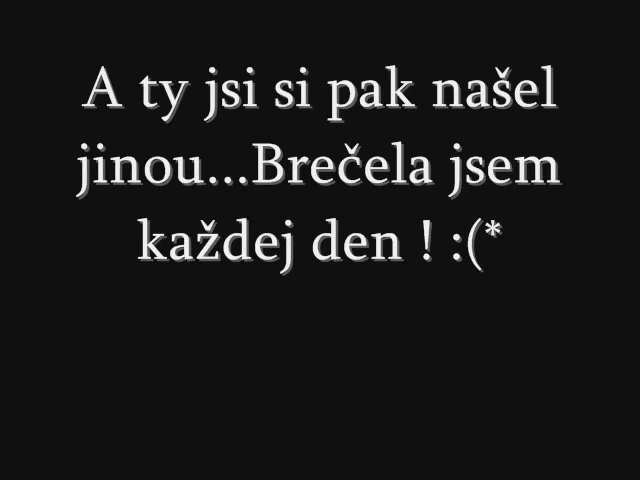 A ty jsi si pak našel
jinou...Brečela jsem
každej den ! :(*